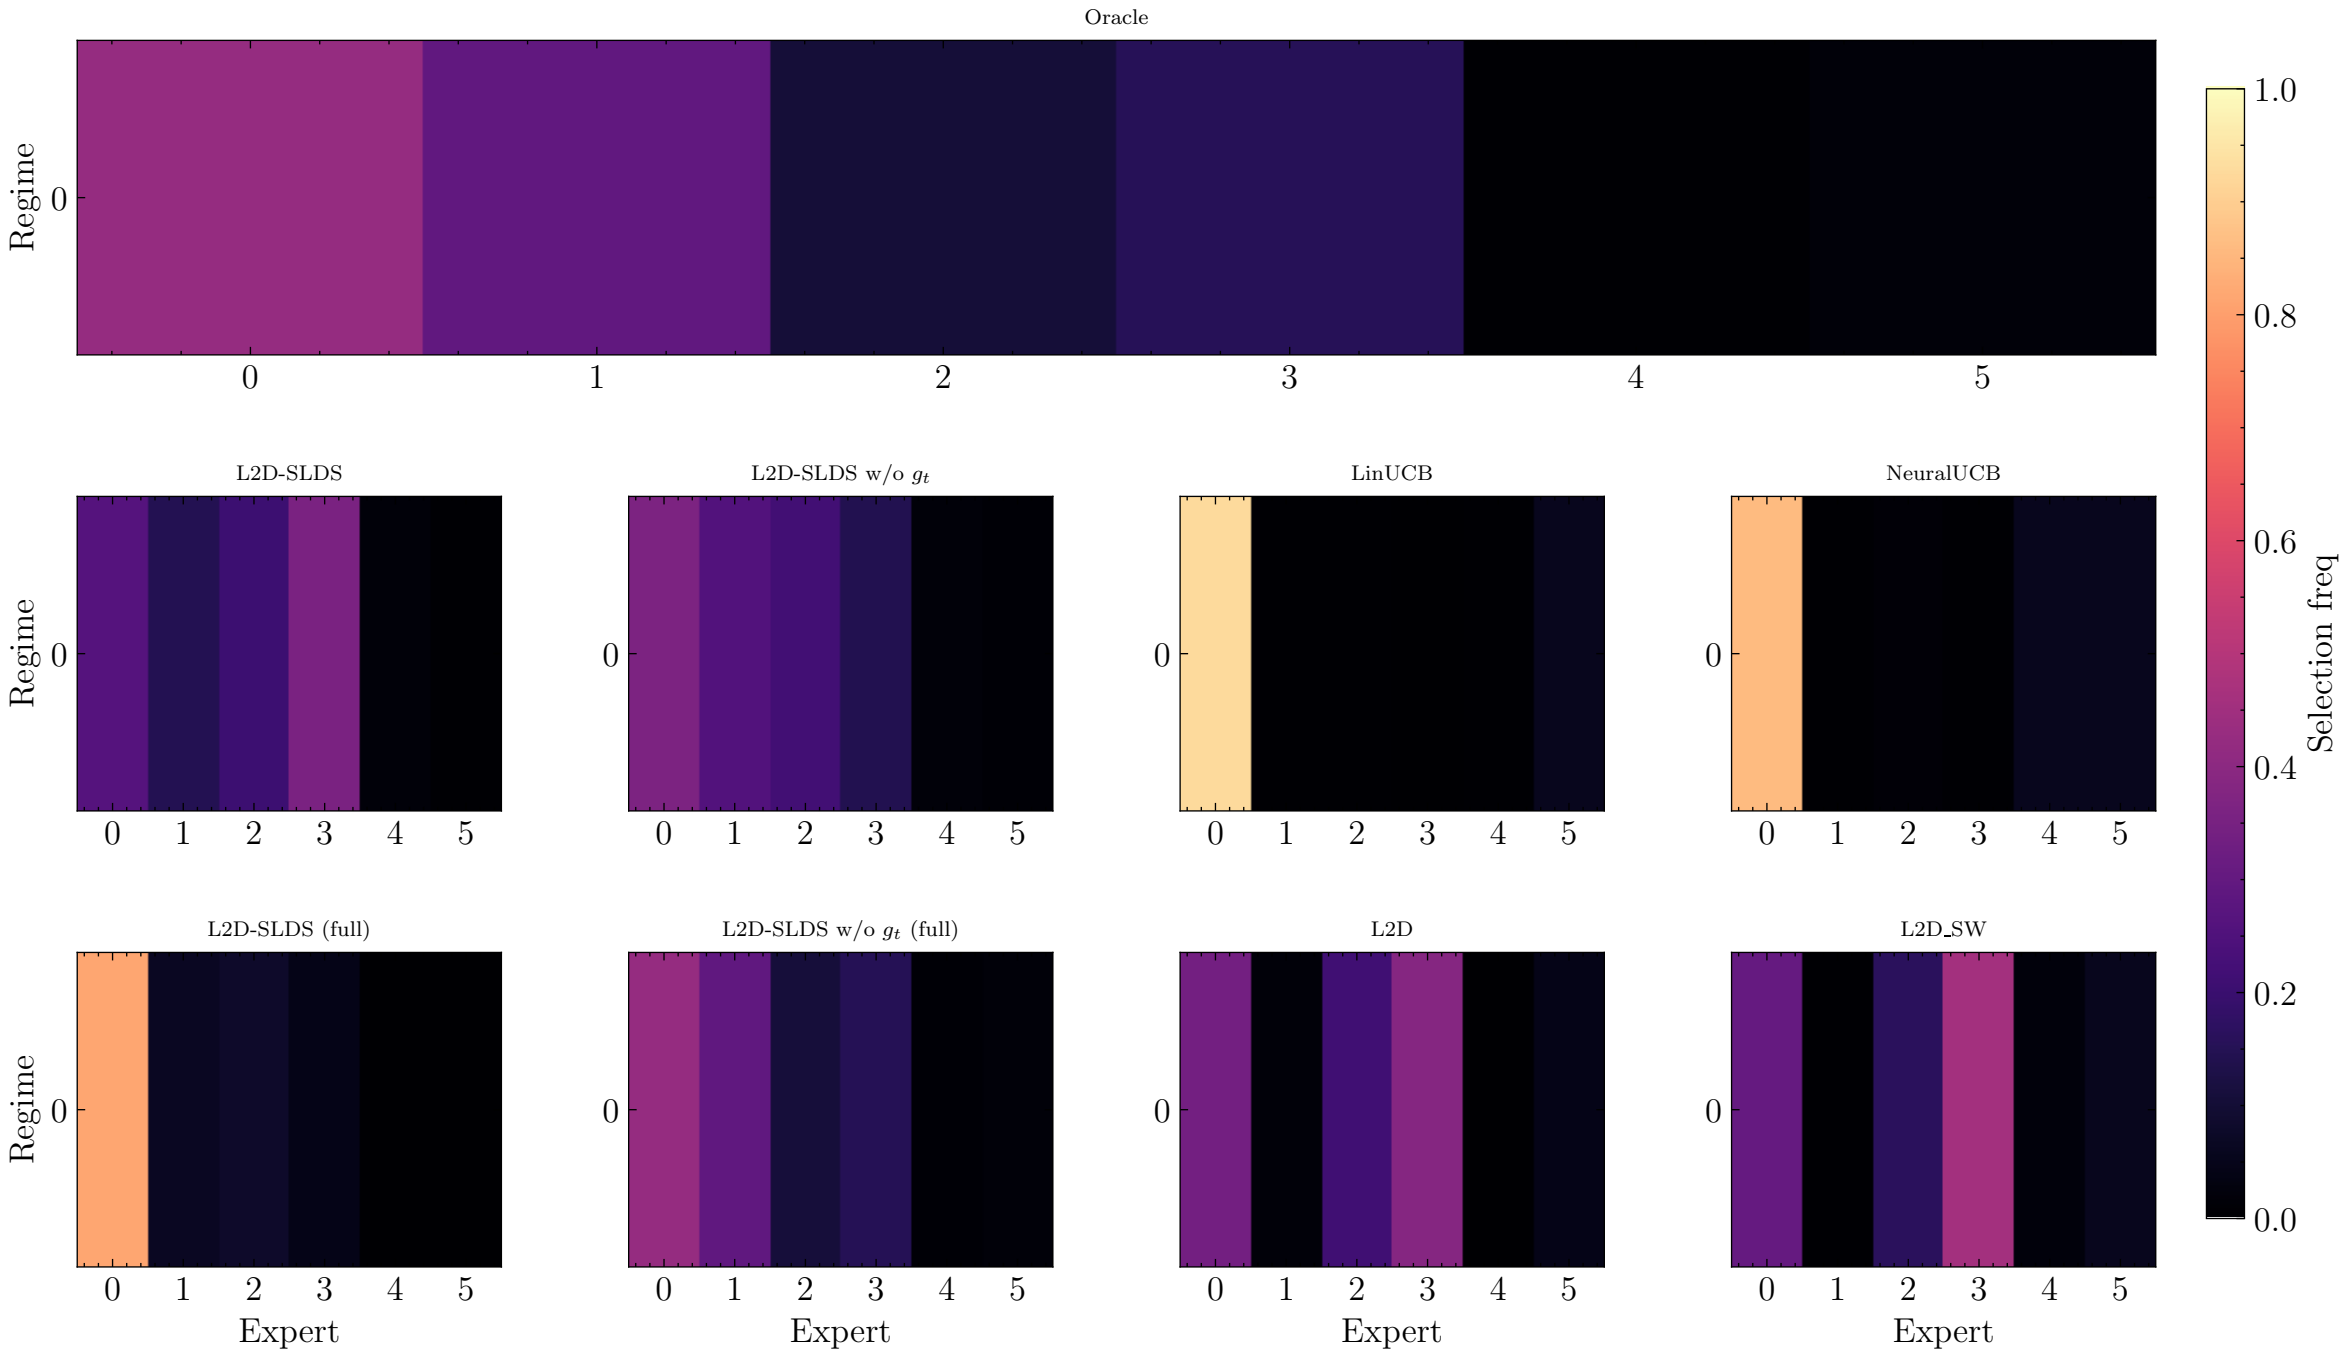 Oracle
Regime
0
0 1 2 3 4 5
L2D-SLDS
L2D-SLDS w/o g_t
LinUCB
NeuralUCB
Regime
0
0 1 2 3 4 5
0
0 1 2 3 4 5
0
0 1 2 3 4 5
0
0 1 2 3 4 5
L2D-SLDS (full)
L2D-SLDS w/o g_t (full)
L2D
L2D_SW
Regime
0
0 1 2 3 4 5
Expert
0
0 1 2 3 4 5
Expert
0
0 1 2 3 4 5
Expert
0
0 1 2 3 4 5
Expert
1.0
0.8
0.6
0.4
0.2
0.0
Selection freq